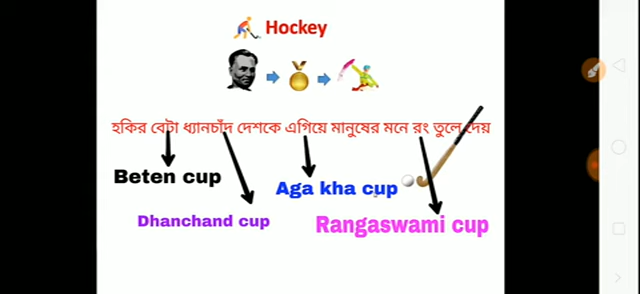 Hockey
হকির বেটা ধ্যানচাঁদ দেশকে এগিয়ে মানুষের মনে রং তুলে দেয়
Beten cup
Aga kha cup
Dhanchand cup
Rangaswami cup